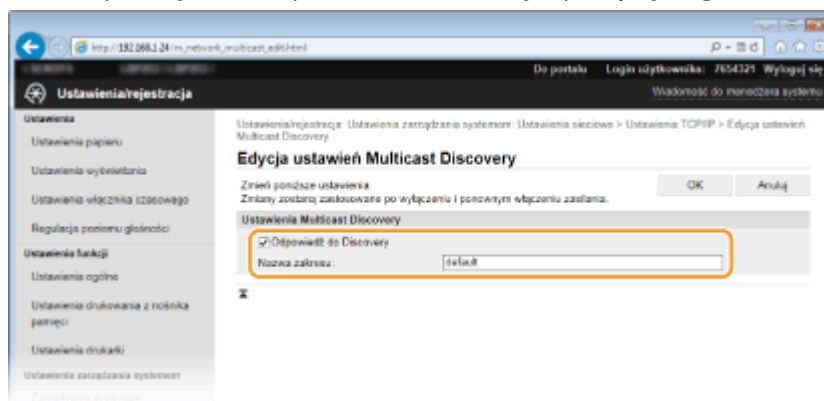 http://192.168.1.24/m_network_multicast_edit.html
Do portalu Login użytkownika: 7654321 Wyloguj się
Ustawienia/rejestracja
Wiadomość do menedżera systemu
Ustawienia
Ustawienia papieru
Ustawienia wyświetlania
Ustawienia włącznika czasowego
Regulacja poziomu głośności
Ustawienia funkcji
Ustawienia ogólne
Ustawienia drukowania z nośnika
pamięci
Ustawienia drukarki
Ustawienia zarządzania systemem
Ustawienia/rejestracja: Ustawienia zarządzania systemem: Ustawienia sieciowe > Ustawienia TCP/IP > Edycja ustawień
Multicast Discovery
Edycja ustawień Multicast Discovery
Zmień poniższe ustawienia.
Zmiany zostaną zastosowane po wyłączeniu i ponownym włączeniu zasilania.
OK Anuluj
Ustawienia Multicast Discovery
Odpowiedź do Discovery
Nazwa zakresu: default